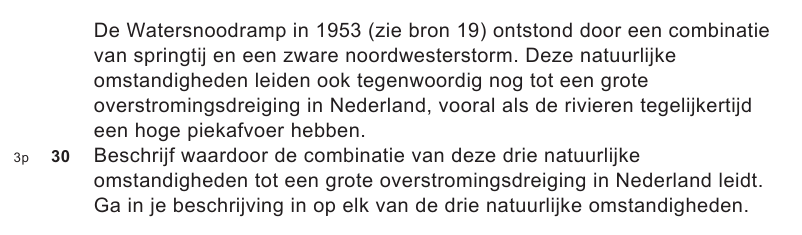 De Watersnoodramp in 1953 (zie bron 19) ontstond door een combinatie
van springtij en een zware noordwesterstorm. Deze natuurlijke
omstandigheden leiden ook tegenwoordig nog tot een grote
overstromingsdreiging in Nederland, vooral als de rivieren tegelijkertijd
een hoge piekafvoer hebben.
3p 30 Beschrijf waardoor de combinatie van deze drie natuurlijke
omstandigheden tot een grote overstromingsdreiging in Nederland leidt.
Ga in je beschrijving in op elk van de drie natuurlijke omstandigheden.